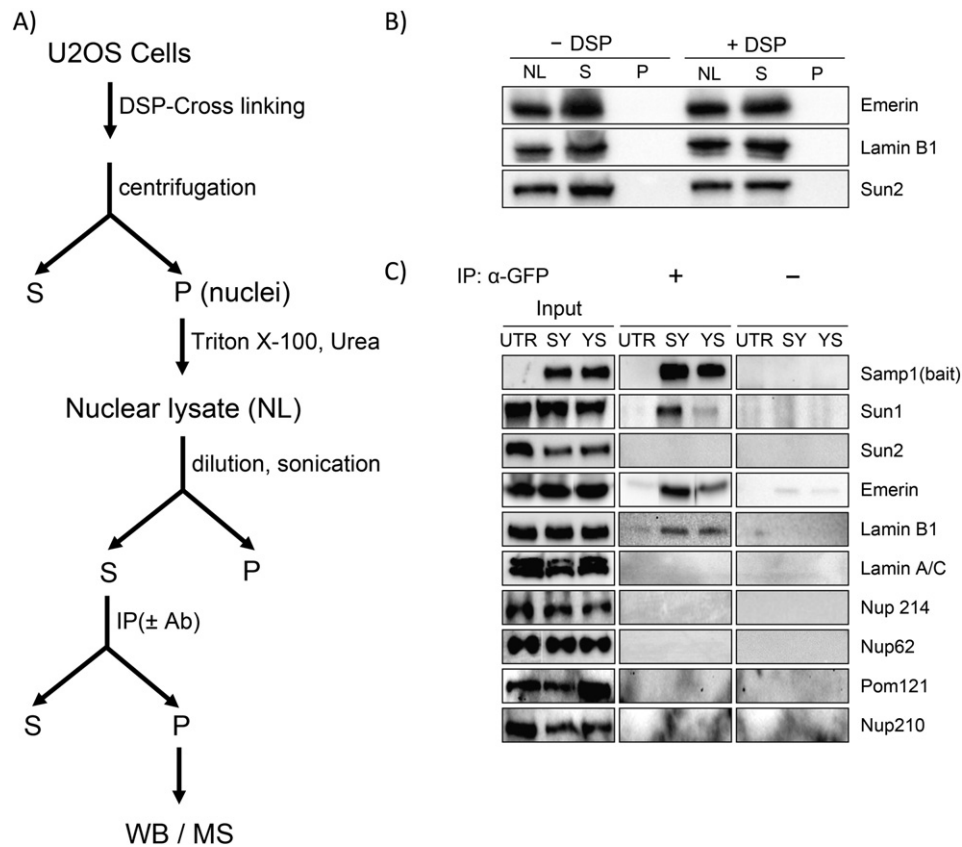 A)
U2OS Cells
DSP-Cross linking
centrifugation
S
P (nuclei)
Triton X-100, Urea
Nuclear lysate (NL)
dilution, sonication
S
P
IP(± Ab)
S
P
WB / MS
B)
– DSP
+ DSP
NL S P NL S P
Emerin
Lamin B1
Sun2
C)
IP: α-GFP + –
Input
UTR SY YS UTR SY YS UTR SY YS
Samp1(bait)
Sun1
Sun2
Emerin
Lamin B1
Lamin A/C
Nup 214
Nup62
Pom121
Nup210